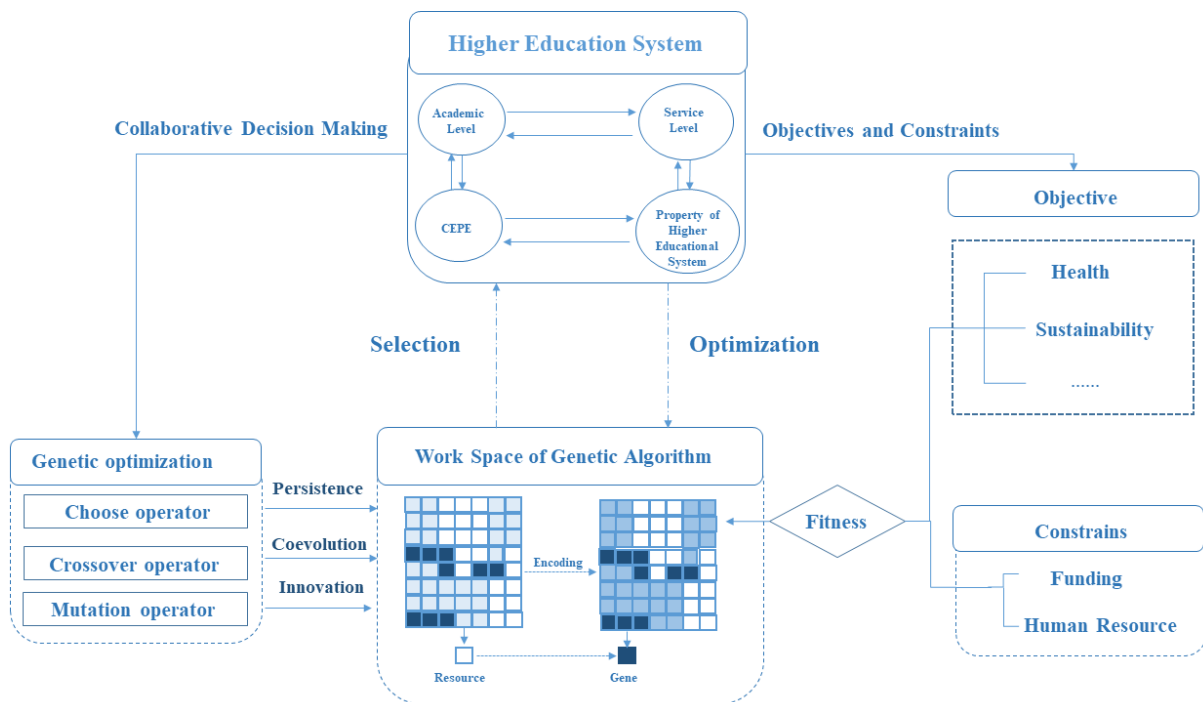 Higher Education System
Academic
Level
Service
Level
CEPE
Property of
Higher
Educational
System
Collaborative Decision Making
Objectives and Constraints
Objective
Health
Sustainability
......
Selection
Optimization
Genetic optimization
Choose operator
Crossover operator
Mutation operator
Persistence
Coevolution
Innovation
Work Space of Genetic Algorithm
Encoding
Resource
Gene
Fitness
Constrains
Funding
Human Resource